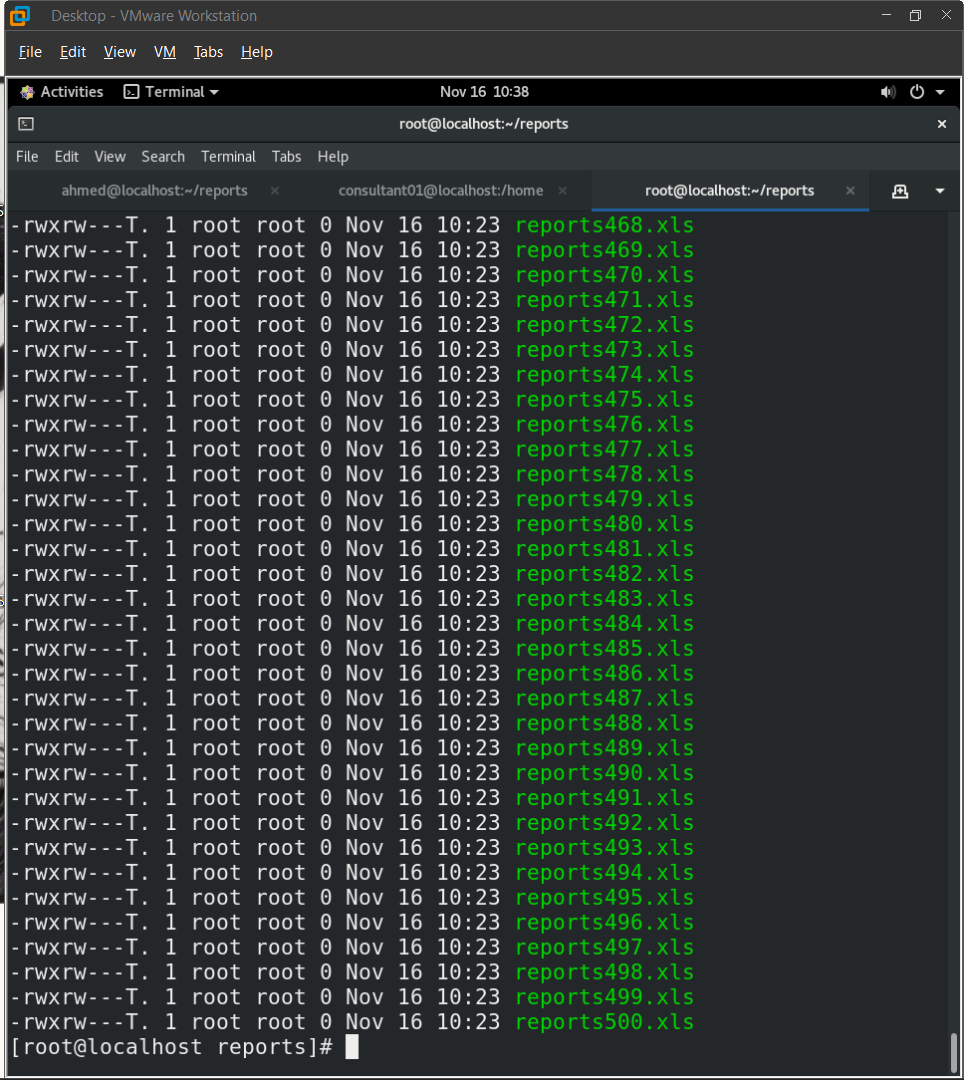 Desktop - VMware Workstation
File Edit View VM Tabs Help
Activities Terminal Nov 16 10:38
root@localhost:~/reports
File Edit View Search Terminal Tabs Help
ahmed@localhost:~/reports × consultant01@localhost:/home × root@localhost:~/reports ×
-rwxrw---T. 1 root root 0 Nov 16 10:23 reports468.xls
-rwxrw---T. 1 root root 0 Nov 16 10:23 reports469.xls
-rwxrw---T. 1 root root 0 Nov 16 10:23 reports470.xls
-rwxrw---T. 1 root root 0 Nov 16 10:23 reports471.xls
-rwxrw---T. 1 root root 0 Nov 16 10:23 reports472.xls
-rwxrw---T. 1 root root 0 Nov 16 10:23 reports473.xls
-rwxrw---T. 1 root root 0 Nov 16 10:23 reports474.xls
-rwxrw---T. 1 root root 0 Nov 16 10:23 reports475.xls
-rwxrw---T. 1 root root 0 Nov 16 10:23 reports476.xls
-rwxrw---T. 1 root root 0 Nov 16 10:23 reports477.xls
-rwxrw---T. 1 root root 0 Nov 16 10:23 reports478.xls
-rwxrw---T. 1 root root 0 Nov 16 10:23 reports479.xls
-rwxrw---T. 1 root root 0 Nov 16 10:23 reports480.xls
-rwxrw---T. 1 root root 0 Nov 16 10:23 reports481.xls
-rwxrw---T. 1 root root 0 Nov 16 10:23 reports482.xls
-rwxrw---T. 1 root root 0 Nov 16 10:23 reports483.xls
-rwxrw---T. 1 root root 0 Nov 16 10:23 reports484.xls
-rwxrw---T. 1 root root 0 Nov 16 10:23 reports485.xls
-rwxrw---T. 1 root root 0 Nov 16 10:23 reports486.xls
-rwxrw---T. 1 root root 0 Nov 16 10:23 reports487.xls
-rwxrw---T. 1 root root 0 Nov 16 10:23 reports488.xls
-rwxrw---T. 1 root root 0 Nov 16 10:23 reports489.xls
-rwxrw---T. 1 root root 0 Nov 16 10:23 reports490.xls
-rwxrw---T. 1 root root 0 Nov 16 10:23 reports491.xls
-rwxrw---T. 1 root root 0 Nov 16 10:23 reports492.xls
-rwxrw---T. 1 root root 0 Nov 16 10:23 reports493.xls
-rwxrw---T. 1 root root 0 Nov 16 10:23 reports494.xls
-rwxrw---T. 1 root root 0 Nov 16 10:23 reports495.xls
-rwxrw---T. 1 root root 0 Nov 16 10:23 reports496.xls
-rwxrw---T. 1 root root 0 Nov 16 10:23 reports497.xls
-rwxrw---T. 1 root root 0 Nov 16 10:23 reports498.xls
-rwxrw---T. 1 root root 0 Nov 16 10:23 reports499.xls
-rwxrw---T. 1 root root 0 Nov 16 10:23 reports500.xls
[root@localhost reports]#